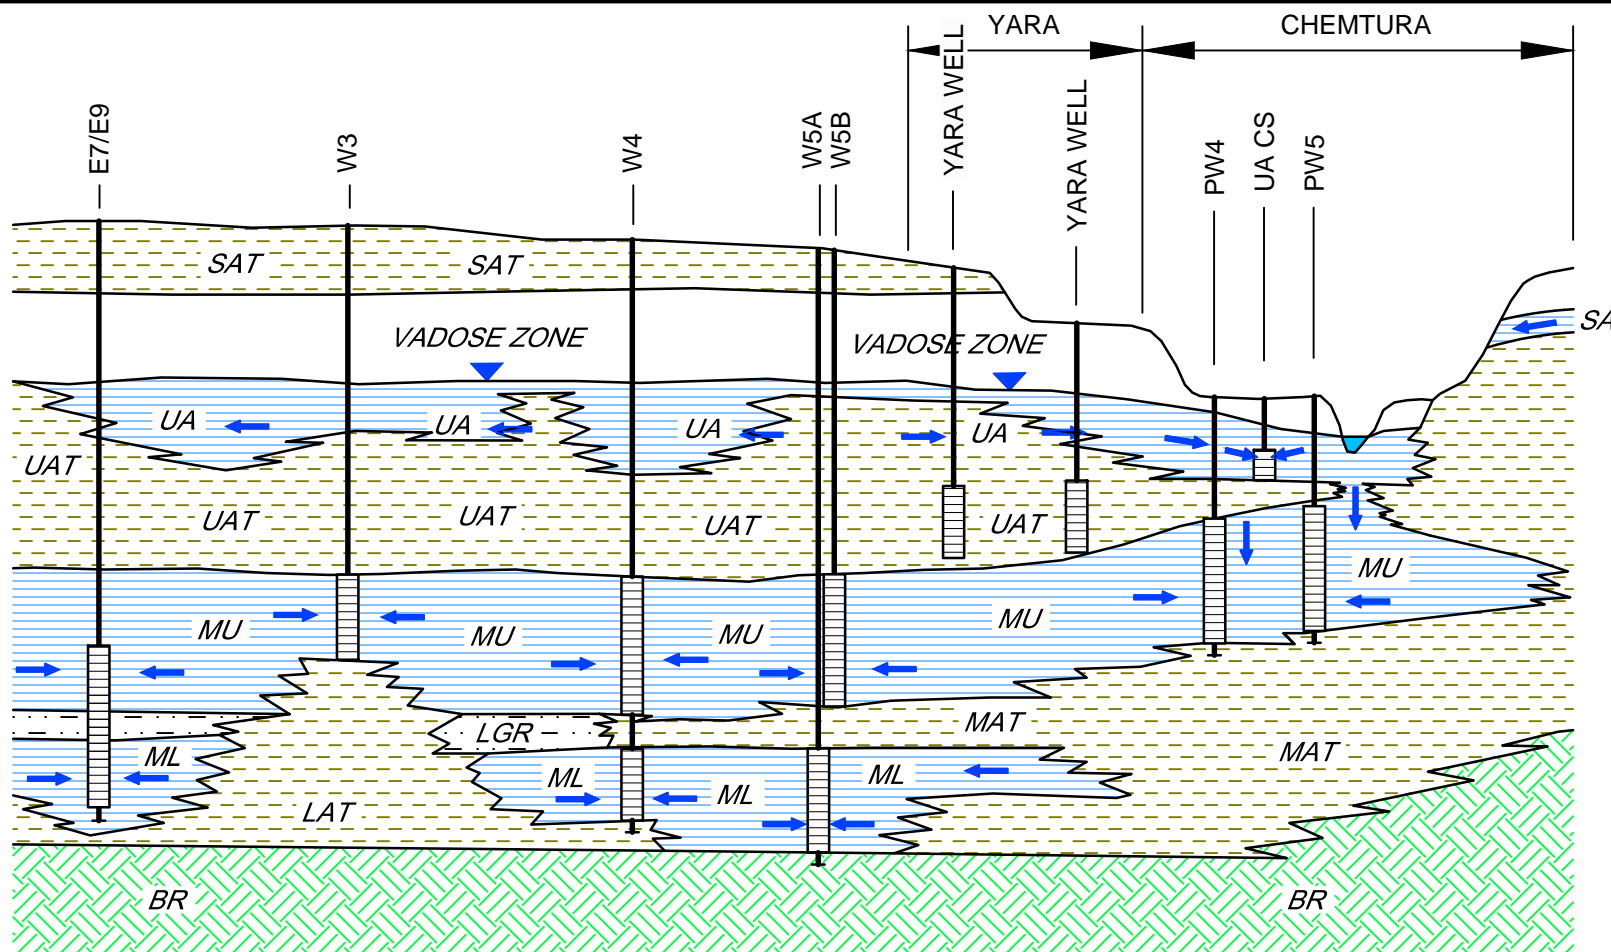 YARA
CHEMTURA
E7/E9
W3
W4
W5A
W5B
YARA WELL
YARA WELL
PW4
UA CS
PW5
SAT
SAT
SA
VADOSE ZONE
VADOSE ZONE
UA
UA
UA
UA
UAT
UAT
UAT
UAT
UAT
MU
MU
MU
MU
MU
LGR
MAT
MAT
ML
ML
ML
ML
LAT
BR
BR